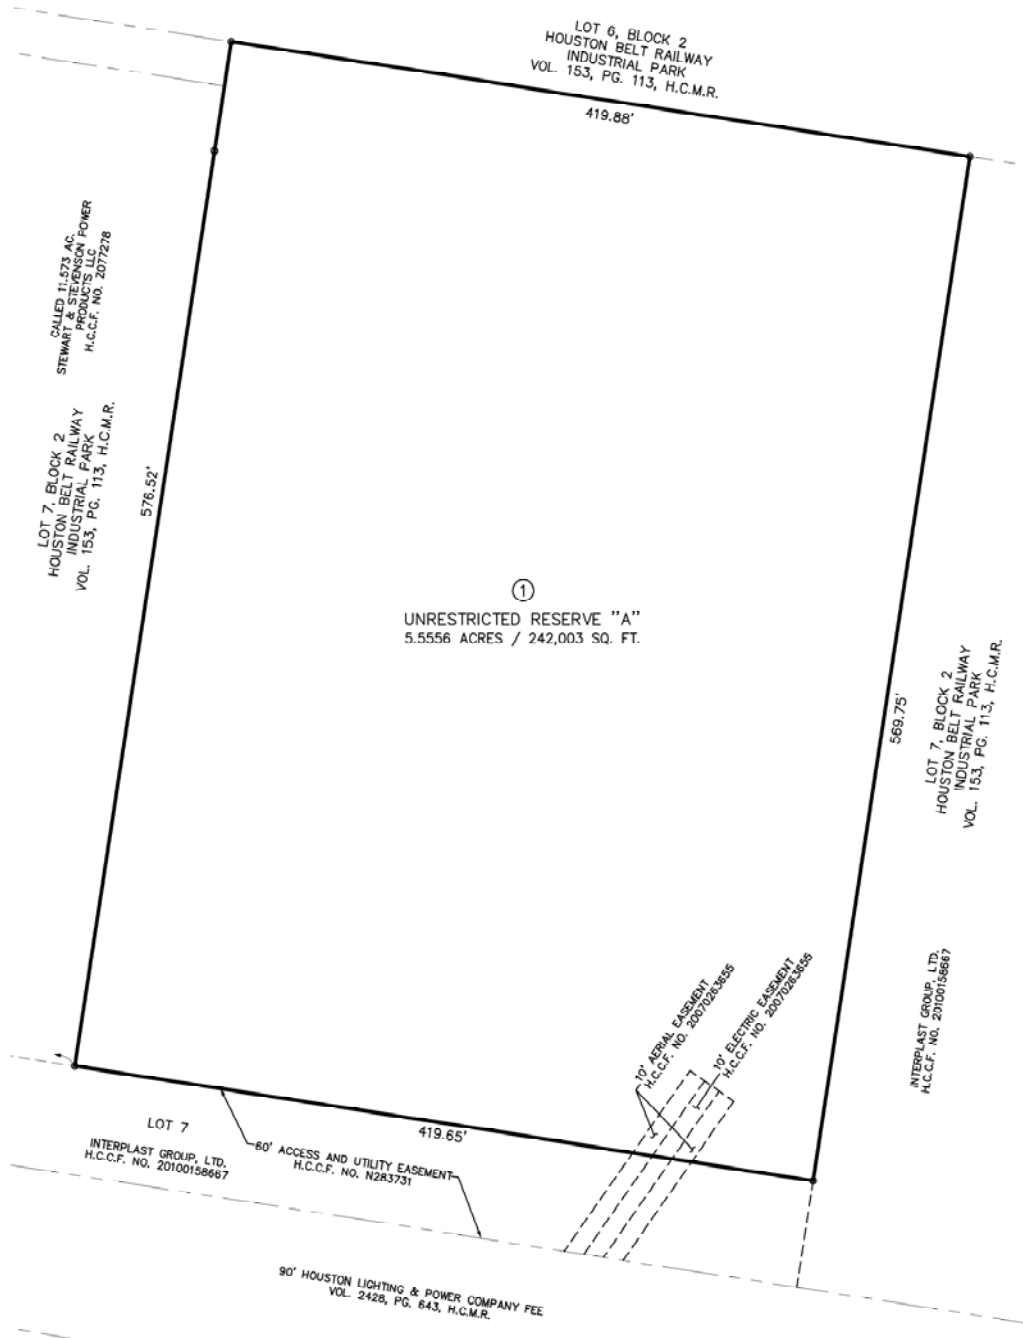 LOT 6, BLOCK 2
HOUSTON BELT RAILWAY
INDUSTRIAL PARK
VOL. 153, PG. 113, H.C.M.R.
419.88'
CALLED 11.573 AC.
STEWART & STEVENSON POWER
PRODUCTS LLC
H.C.C.F. NO. 2077278
LOT 7, BLOCK 2
HOUSTON BELT RAILWAY
INDUSTRIAL PARK
VOL. 153, PG. 113, H.C.M.R.
576.52'
1
UNRESTRICTED RESERVE "A"
5.5556 ACRES / 242,003 SQ. FT.
569.75'
LOT 7, BLOCK 2
HOUSTON BELT RAILWAY
INDUSTRIAL PARK
VOL. 153, PG. 113, H.C.M.R.
INTERPLAST GROUP, LTD.
H.C.C.F. NO. 20100158667
10' AERIAL EASEMENT
H.C.C.F. NO. 20070263655
10' ELECTRIC EASEMENT
H.C.C.F. NO. 20070263656
LOT 7
INTERPLAST GROUP, LTD.
H.C.C.F. NO. 20100158667
419.65'
60' ACCESS AND UTILITY EASEMENT
H.C.C.F. NO. N283731
90' HOUSTON LIGHTING & POWER COMPANY FEE
VOL. 2428, PG. 643, H.C.M.R.